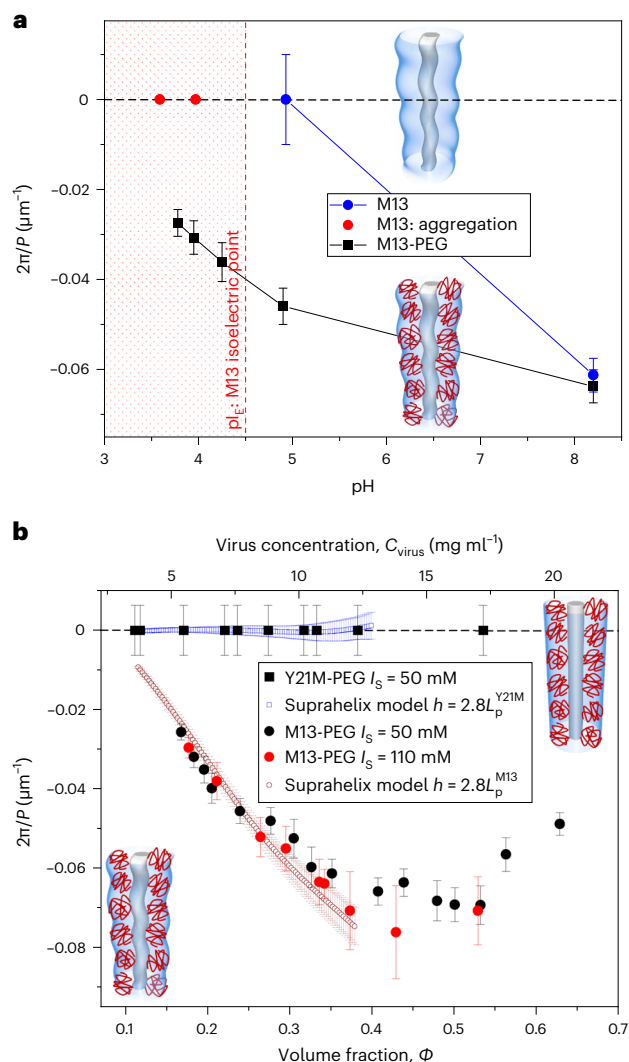 a
0
−0.02
−0.04
−0.06
2π/P (μm⁻¹)
M13
M13: aggregation
M13-PEG
pI_E: M13 isoelectric point
3 4 5 6 7 8
pH
b
Virus concentration, C_virus (mg ml⁻¹)
5 10 15 20
0
−0.02
−0.04
−0.06
−0.08
2π/P (μm⁻¹)
Y21M-PEG I_S = 50 mM
Suprahelix model h = 2.8L_p^Y21M
M13-PEG I_S = 50 mM
M13-PEG I_S = 110 mM
Suprahelix model h = 2.8L_p^M13
0.1 0.2 0.3 0.4 0.5 0.6 0.7
Volume fraction, Φ